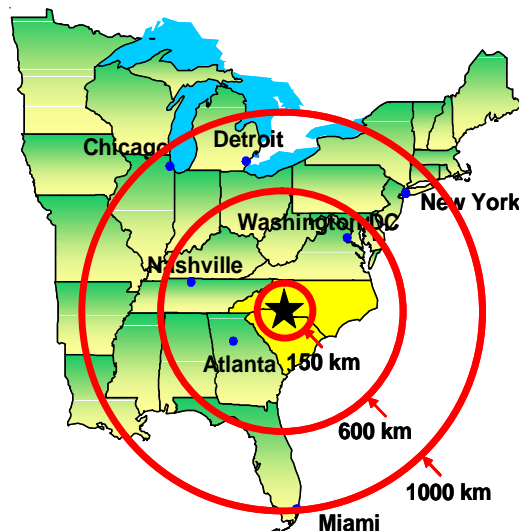 Chicago
Detroit
New York
Washington DC
Nashville
Atlanta
150 km
600 km
1000 km
Miami